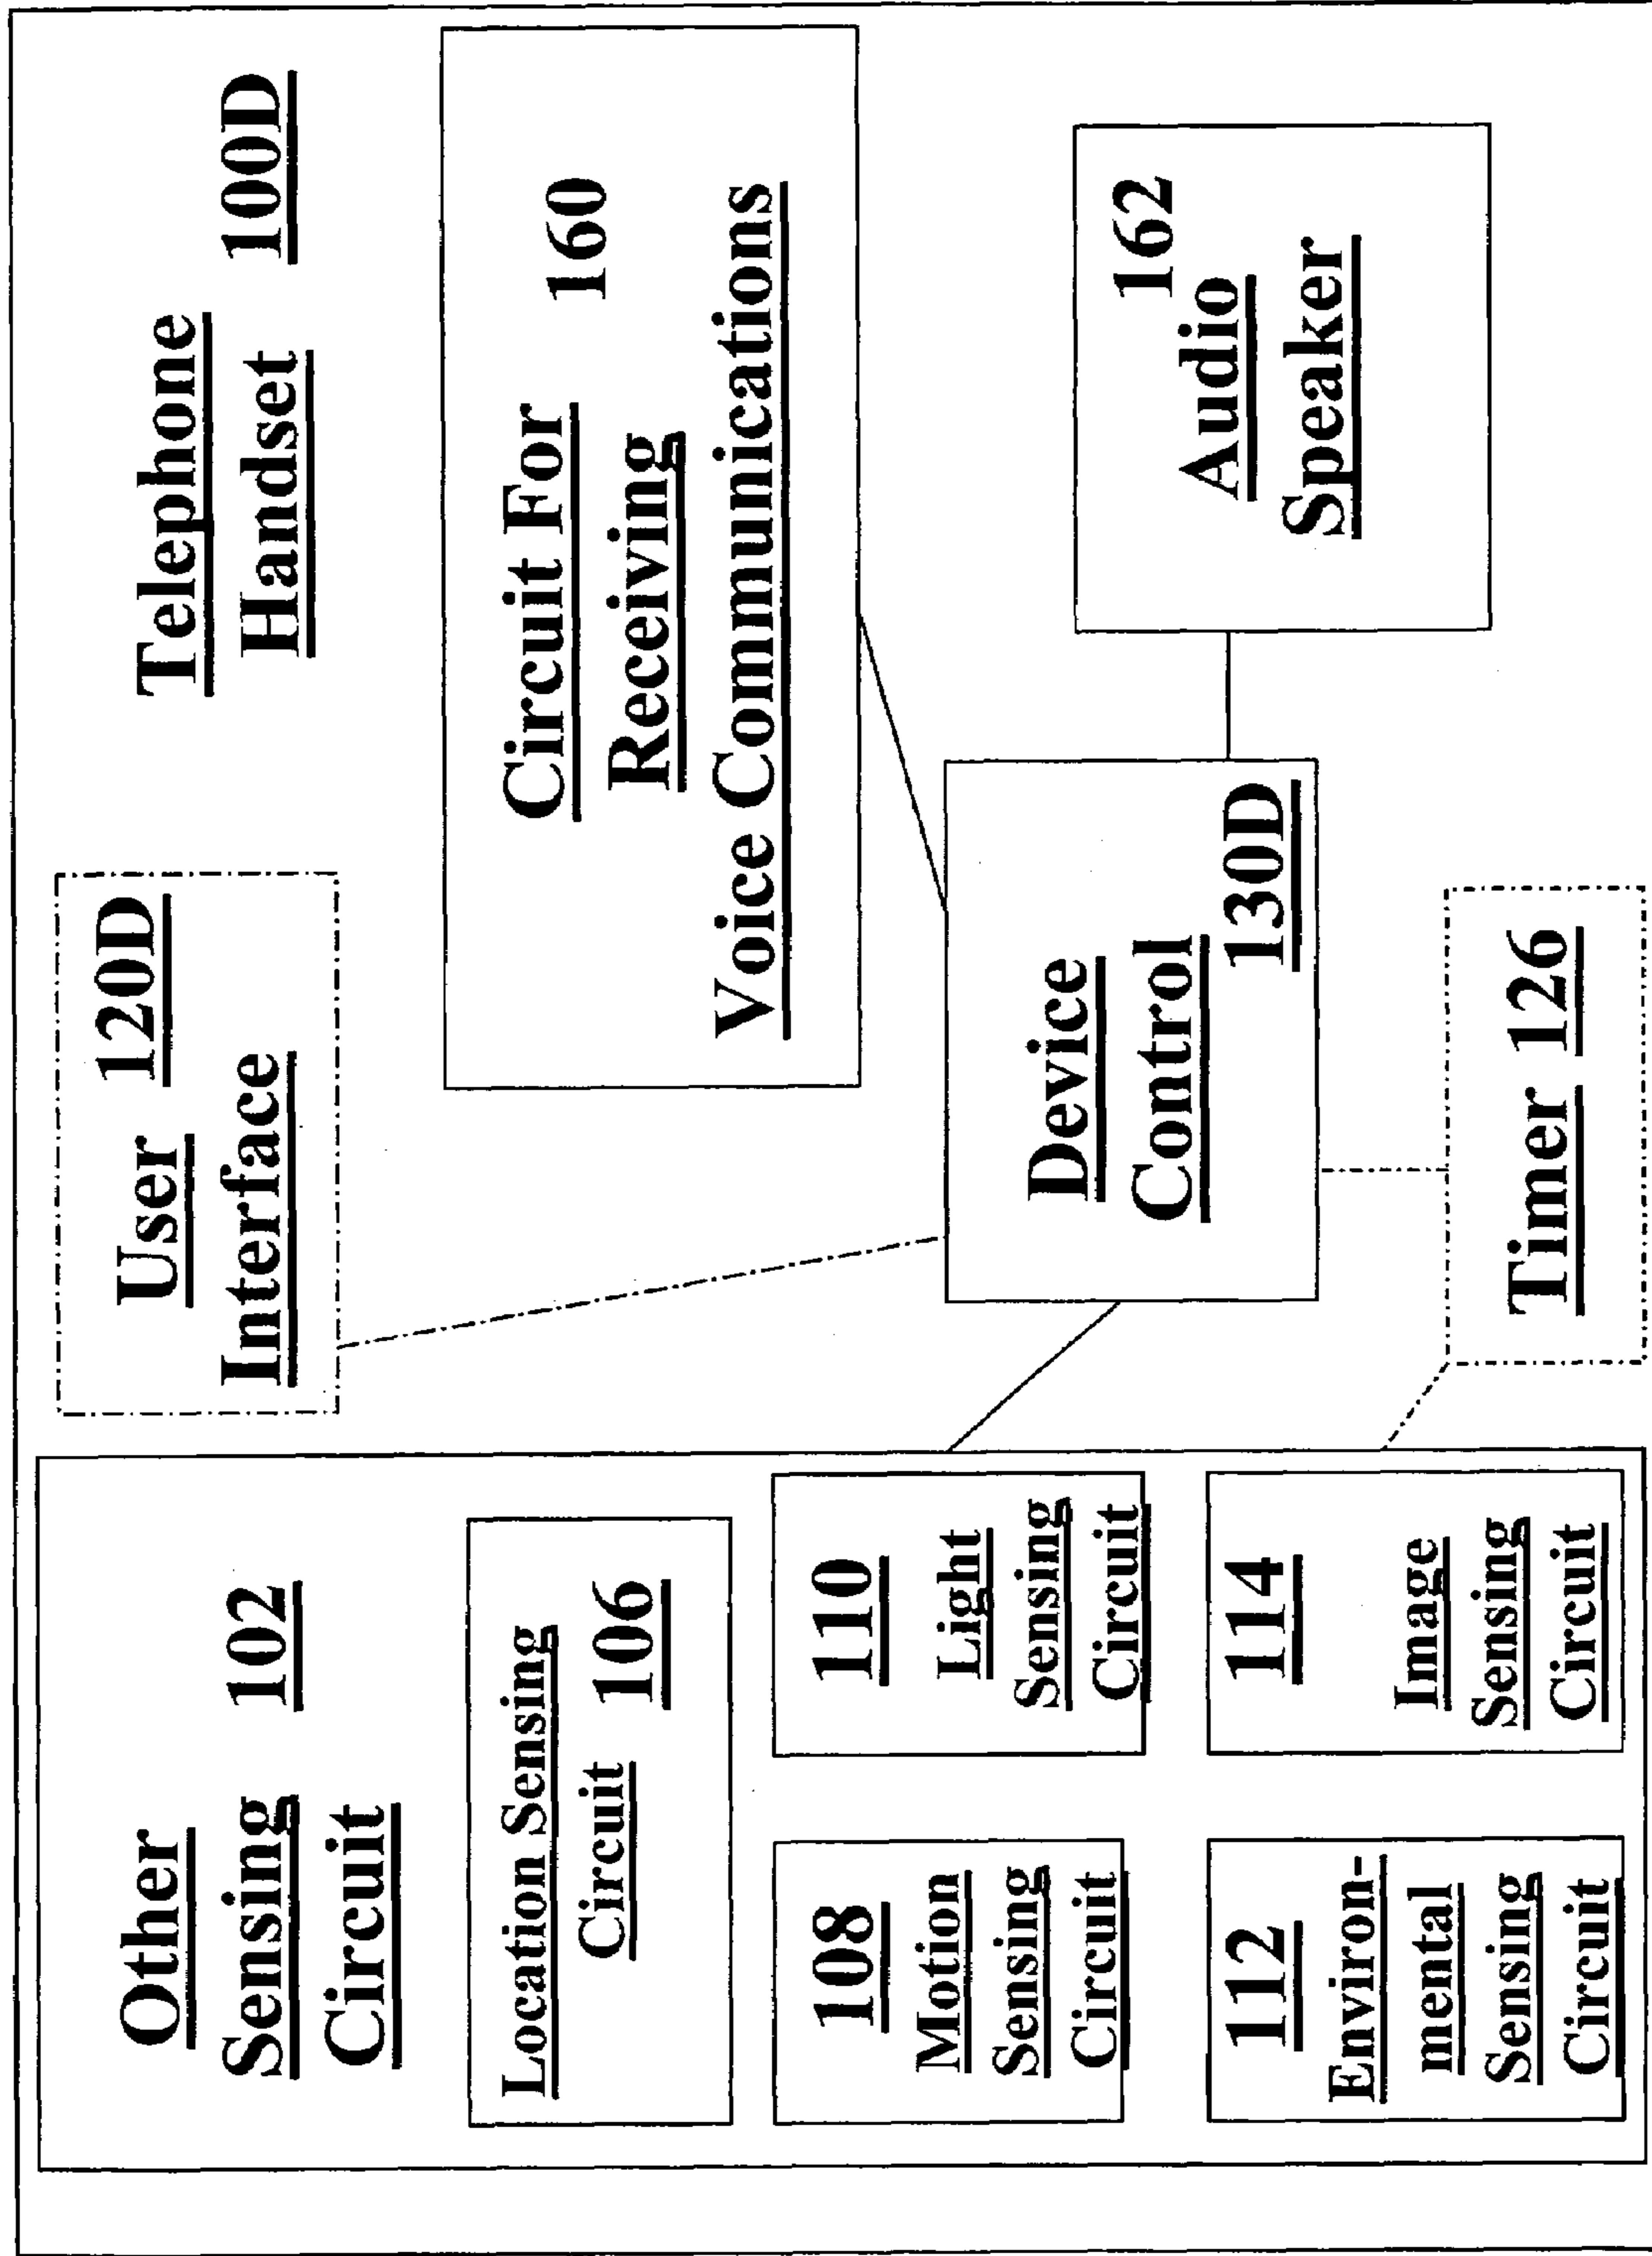 Other
Sensing 102
Circuit
Location Sensing
Circuit 106
108
Motion
Sensing
Circuit
110
Light
Sensing
Circuit
112
Environ-
mental
Sensing
Circuit
114
Image
Sensing
Circuit
User 120D
Interface
Telephone
Handset 100D
Circuit For
Receiving 160
Voice Communications
Device
Control
130D
162
Audio
Speaker
Timer 126